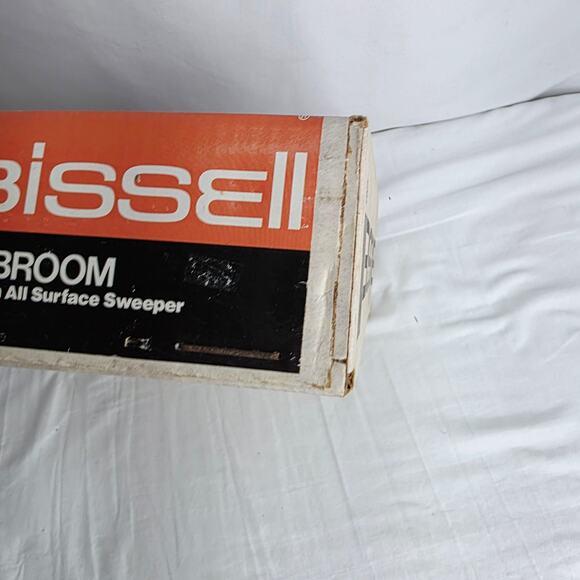 Bissell
®
BROOM
All Surface Sweeper